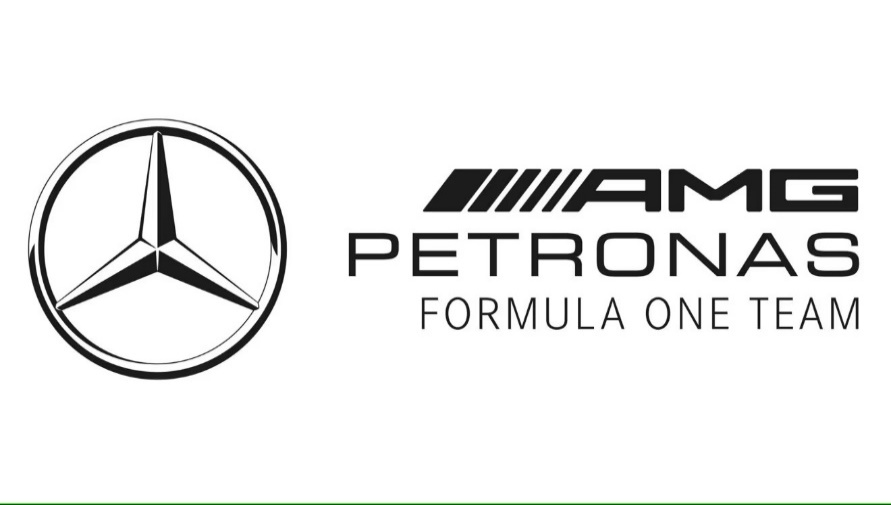 AMG
PETRONAS
FORMULA ONE TEAM